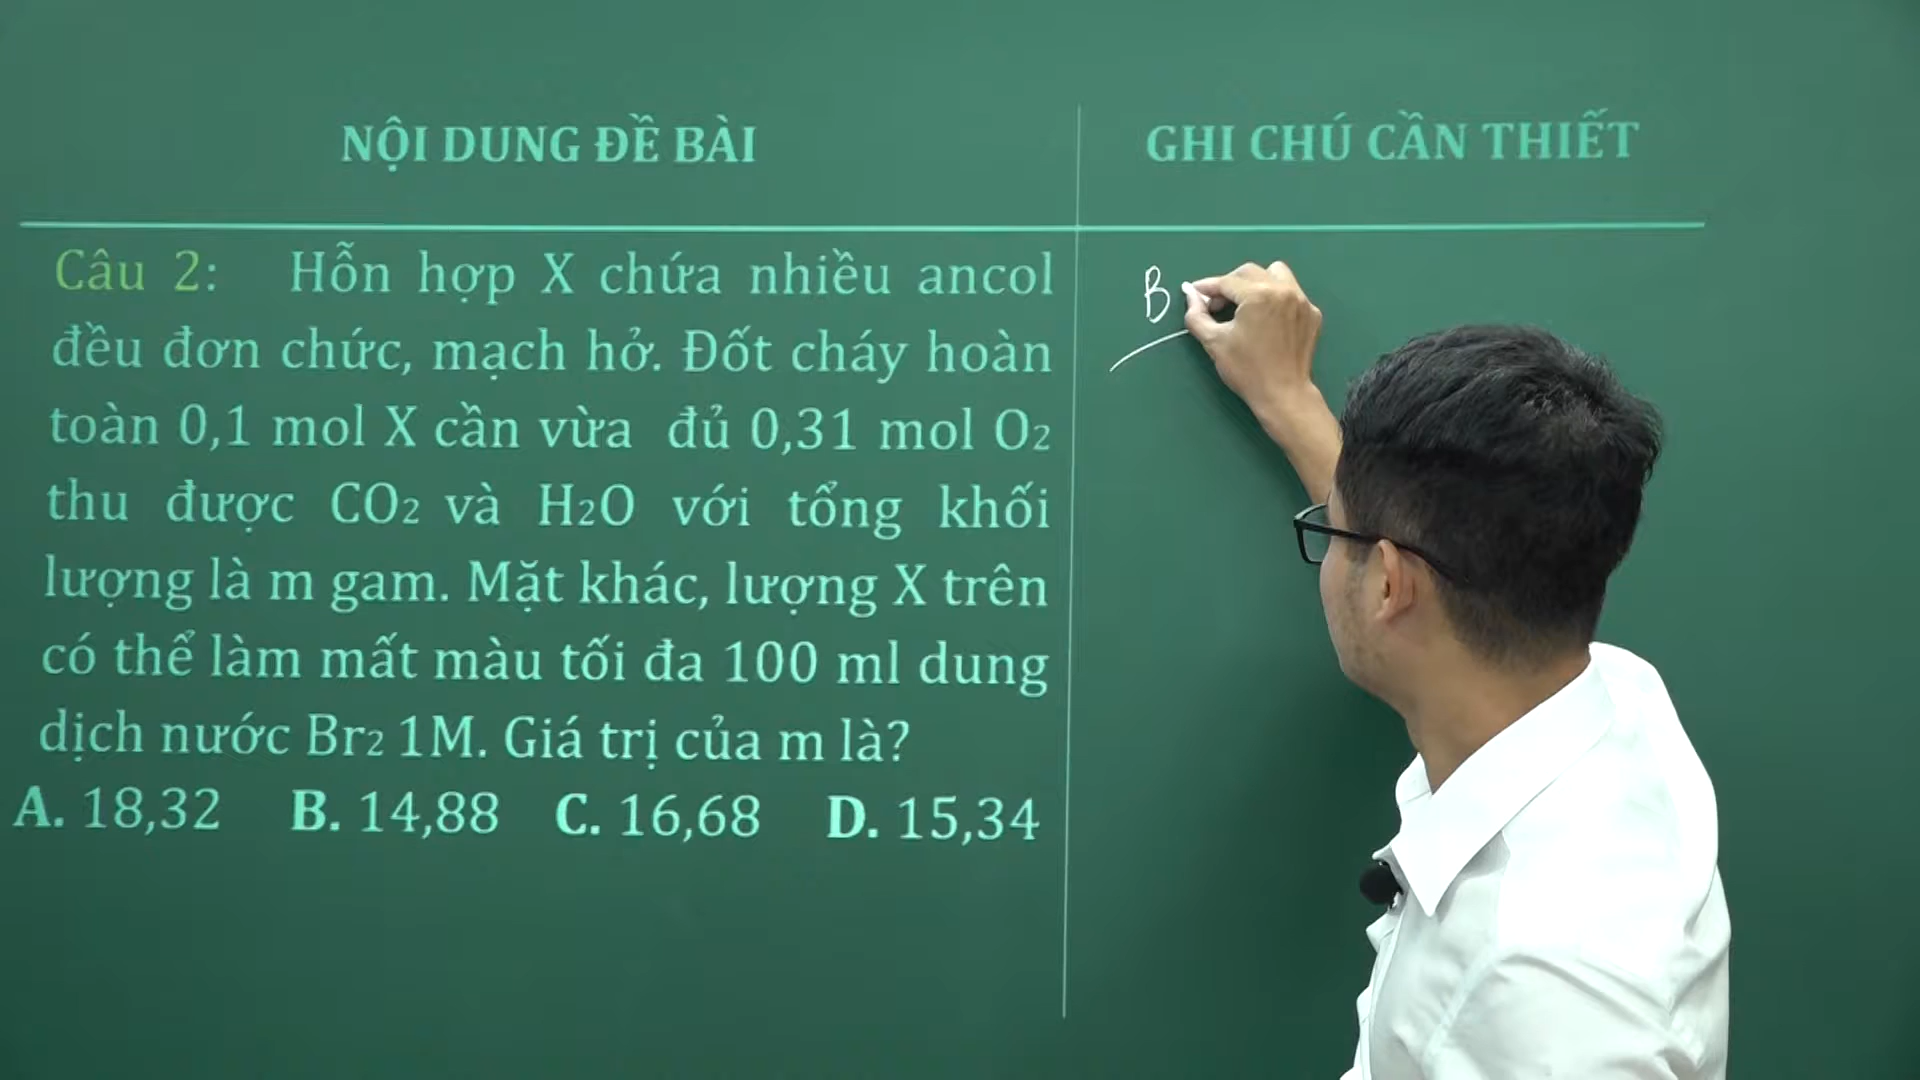 NỘI DUNG ĐỀ BÀI
GHI CHÚ CẦN THIẾT
Câu 2: Hỗn hợp X chứa nhiều ancol
đều đơn chức, mạch hở. Đốt cháy hoàn
toàn 0,1 mol X cần vừa đủ 0,31 mol O2
thu được CO2 và H2O với tổng khối
lượng là m gam. Mặt khác, lượng X trên
có thể làm mất màu tối đa 100 ml dung
dịch nước Br2 1M. Giá trị của m là?
A. 18,32 B. 14,88 C. 16,68 D. 15,34
B